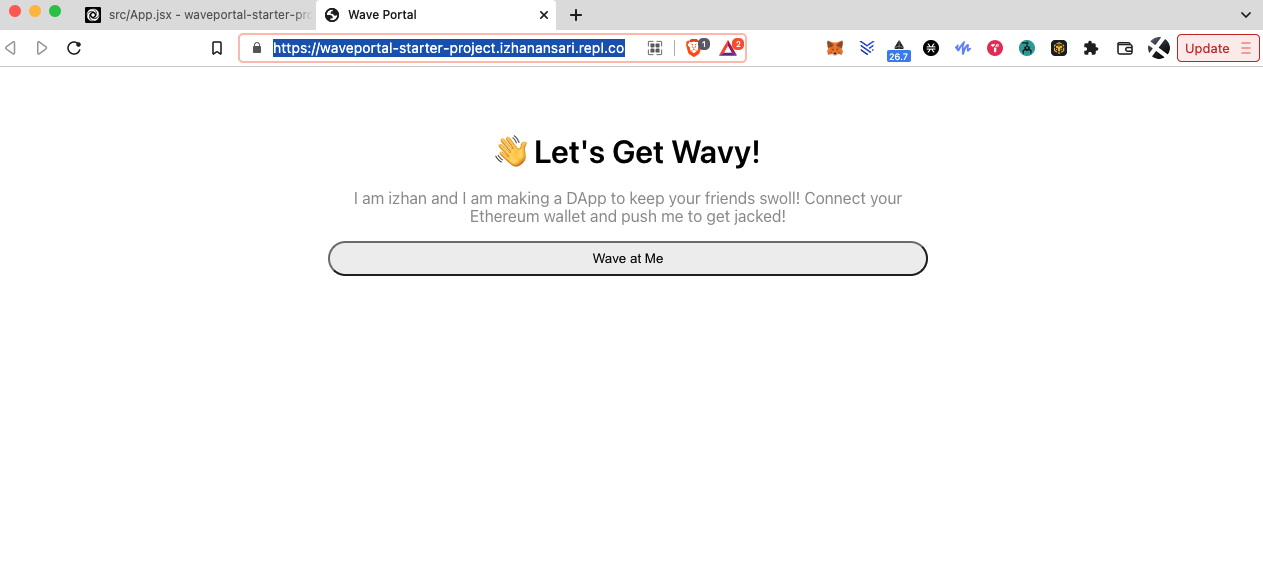 src/App.jsx - waveportal-starter-pro
Wave Portal
https://waveportal-starter-project.izhanansari.repl.co
1
2
26.7
Update
👋 Let's Get Wavy!
I am izhan and I am making a DApp to keep your friends swoll! Connect your
Ethereum wallet and push me to get jacked!
Wave at Me